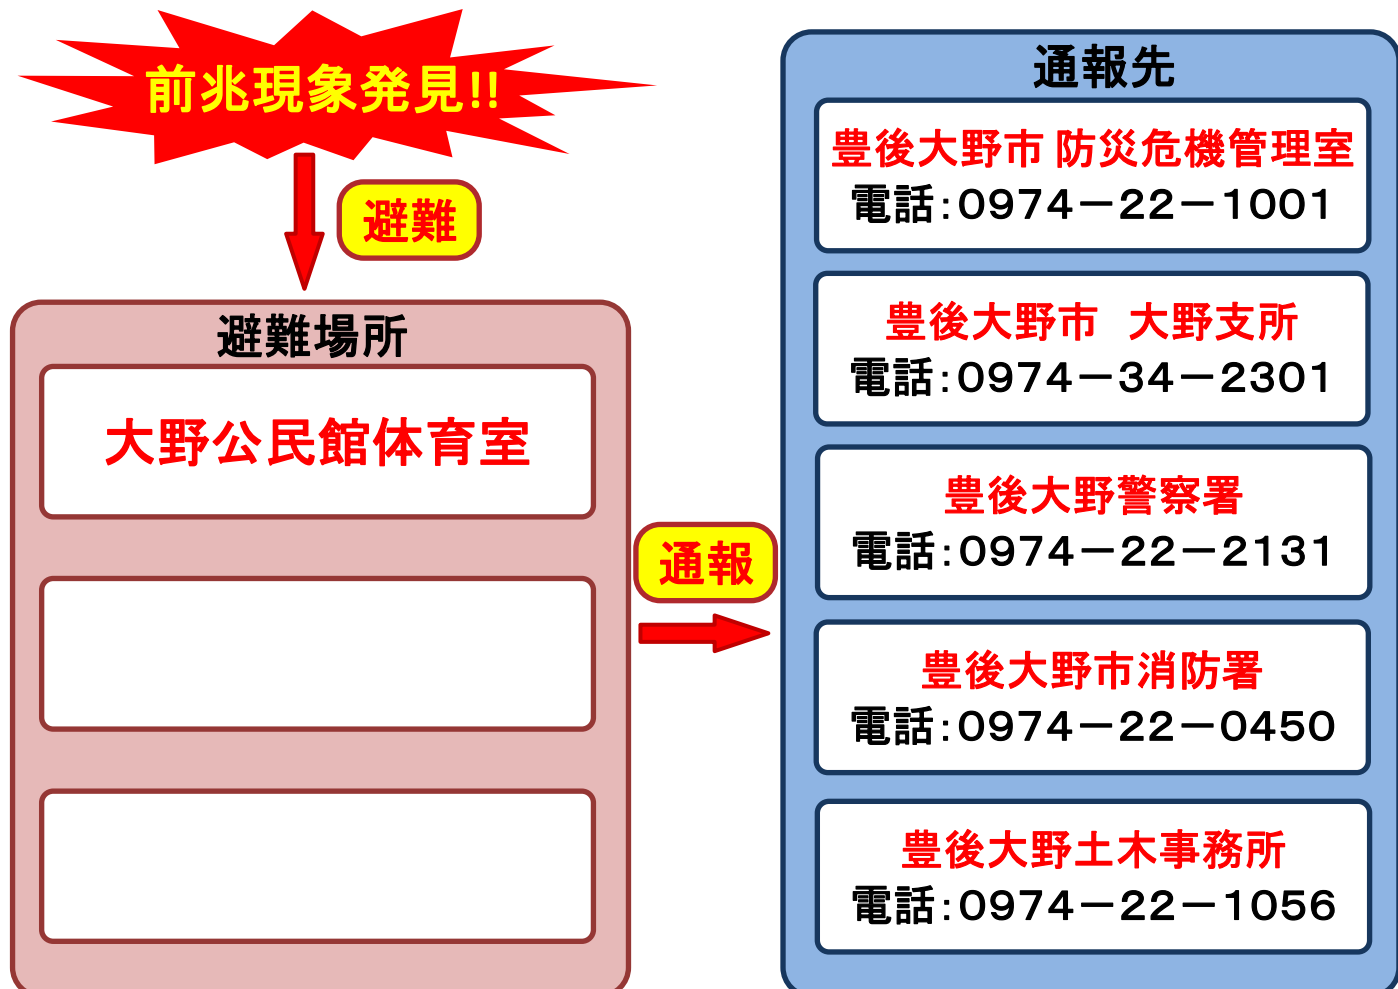 前兆現象発見!!
避難
避難場所
大野公民館体育室
通報
通報先
豊後大野市 防災危機管理室
電話：0974－22－1001
豊後大野市　大野支所
電話：0974－34－2301
豊後大野警察署
電話：0974－22－2131
豊後大野市消防署
電話：0974－22－0450
豊後大野土木事務所
電話：0974－22－1056